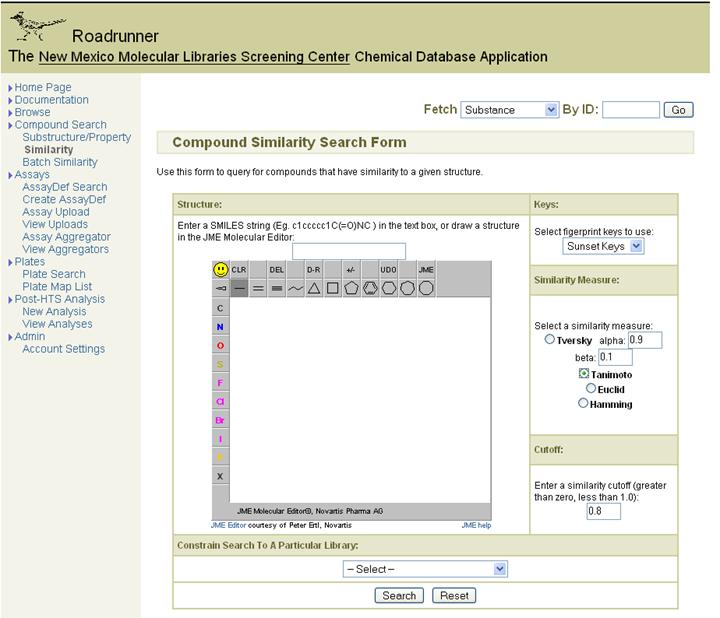 Roadrunner
The New Mexico Molecular Libraries Screening Center Chemical Database Application
Home Page
Documentation
Browse
Compound Search
Substructure/Property
Similarity
Batch Similarity
Assays
AssayDef Search
Create AssayDef
Assay Upload
View Uploads
Assay Aggregator
View Aggregators
Plates
Plate Search
Plate Map List
Post-HTS Analysis
New Analysis
View Analyses
Admin
Account Settings
Fetch Substance By ID: Go
Compound Similarity Search Form
Use this form to query for compounds that have similarity to a given structure.
Structure:
Enter a SMILES string (Eg. c1ccccc1C(=O)NC ) in the text box, or draw a structure
in the JME Molecular Editor:
CLR DEL D-R +/- UDO JME
C
N
O
S
F
Cl
Br
I
X
JME Molecular Editor®, Novartis Pharma AG
JME Editor courtesy of Peter Ertl, Novartis JME help
Keys:
Select figerprint keys to use:
Sunset Keys
Similarity Measure:
Select a similarity measure:
Tversky alpha: 0.9
beta: 0.1
Tanimoto
Euclid
Hamming
Cutoff:
Enter a similarity cutoff (greater
than zero, less than 1.0):
0.8
Constrain Search To A Particular Library:
-- Select --
Search Reset